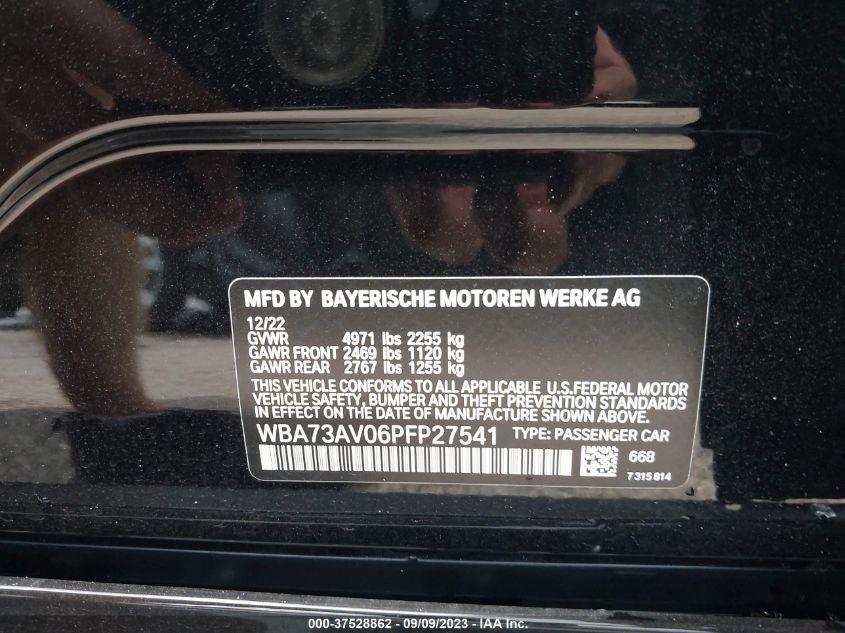 MFD BY BAYERISCHE MOTOREN WERKE AG
12/22
GVWR 4971 lbs 2255 kg
GAWR FRONT 2469 lbs 1120 kg
GAWR REAR 2767 lbs 1255 kg
THIS VEHICLE CONFORMS TO ALL APPLICABLE U.S.FEDERAL MOTOR
VEHICLE SAFETY, BUMPER AND THEFT PREVENTION STANDARDS
IN EFFECT ON THE DATE OF MANUFACTURE SHOWN ABOVE.
WBA73AV06PFP27541 TYPE: PASSENGER CAR
668
7315814
000-37528862 - 09/09/2023 - IAA Inc.